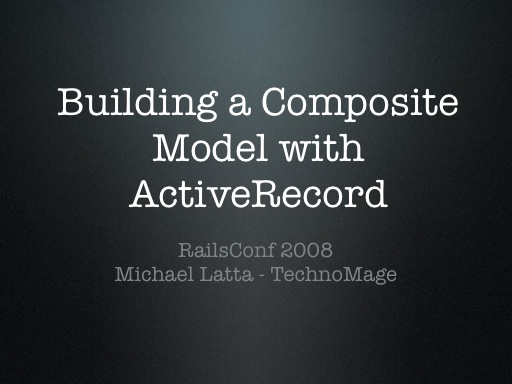 Building a Composite
Model with
ActiveRecord
RailsConf 2008
Michael Latta - TechnoMage